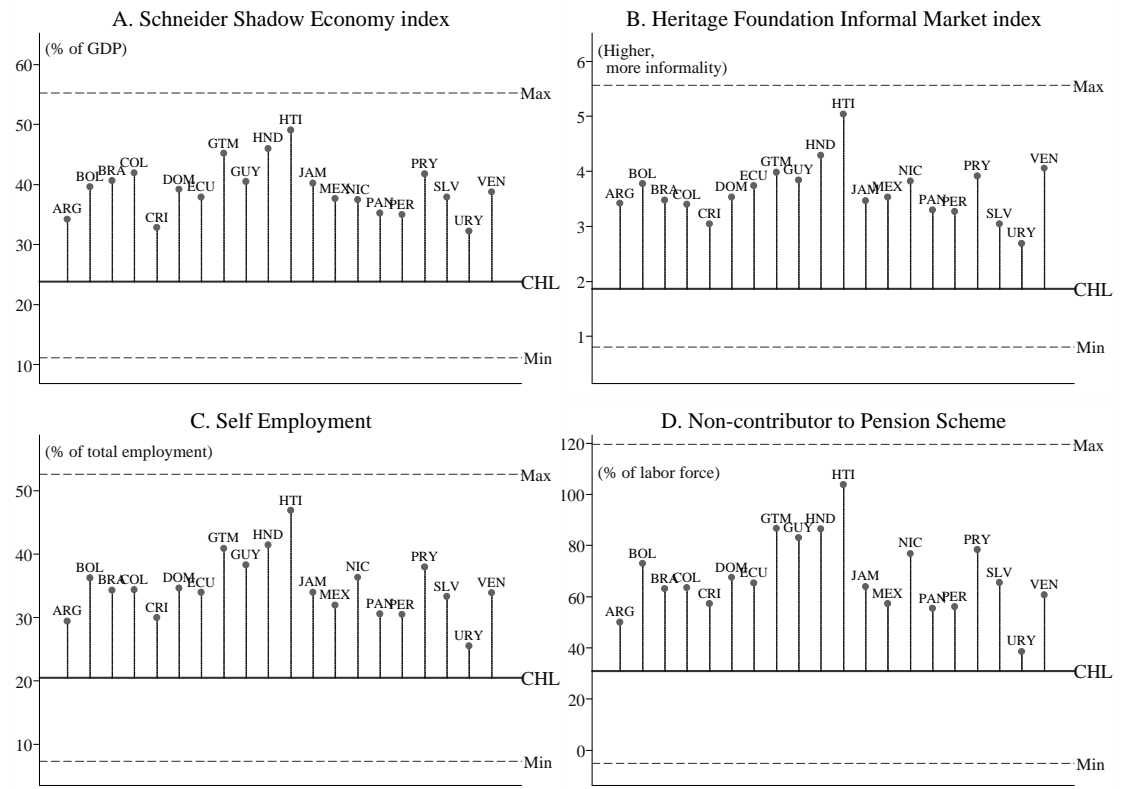 A. Schneider Shadow Economy index
(% of GDP)
60
50
40
30
20
10
Max
CHL
Min
ARG
BOL
BRA
COL
CRI
DOM
ECU
GTM
GUY
HND
HTI
JAM
MEX
NIC
PAN
PER
PRY
SLV
URY
VEN
B. Heritage Foundation Informal Market index
(Higher,
more informality)
6
5
4
3
2
1
Max
CHL
Min
ARG
BOL
BRA
COL
CRI
DOM
ECU
GTM
GUY
HND
HTI
JAM
MEX
NIC
PAN
PER
PRY
SLV
URY
VEN
C. Self Employment
(% of total employment)
50
40
30
20
10
Max
CHL
Min
ARG
BOL
BRA
COL
CRI
DOM
ECU
GTM
GUY
HND
HTI
JAM
MEX
NIC
PAN
PER
PRY
SLV
URY
VEN
D. Non-contributor to Pension Scheme
(% of labor force)
120
100
80
60
40
20
0
Max
CHL
Min
ARG
BOL
BRA
COL
CRI
DOM
ECU
GTM
GUY
HND
HTI
JAM
MEX
NIC
PAN
PER
PRY
SLV
URY
VEN